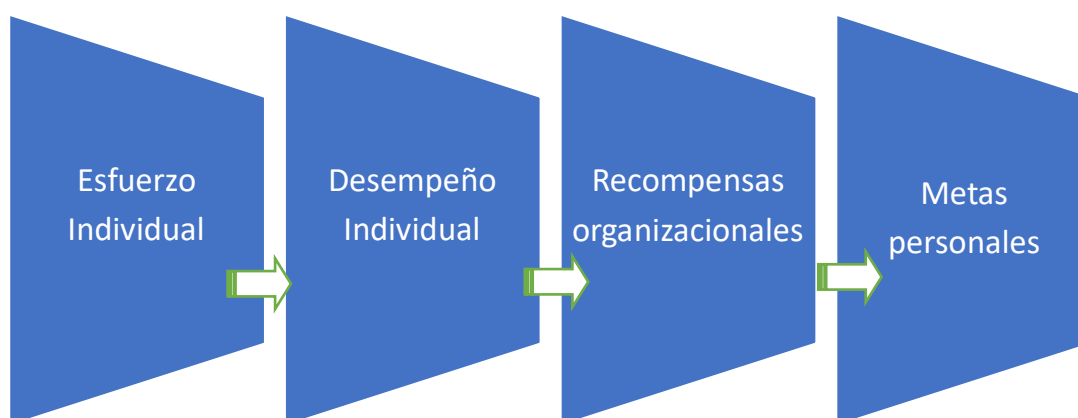 Esfuerzo
Individual
Desempeño
Individual
Recompensas
organizacionales
Metas
personales